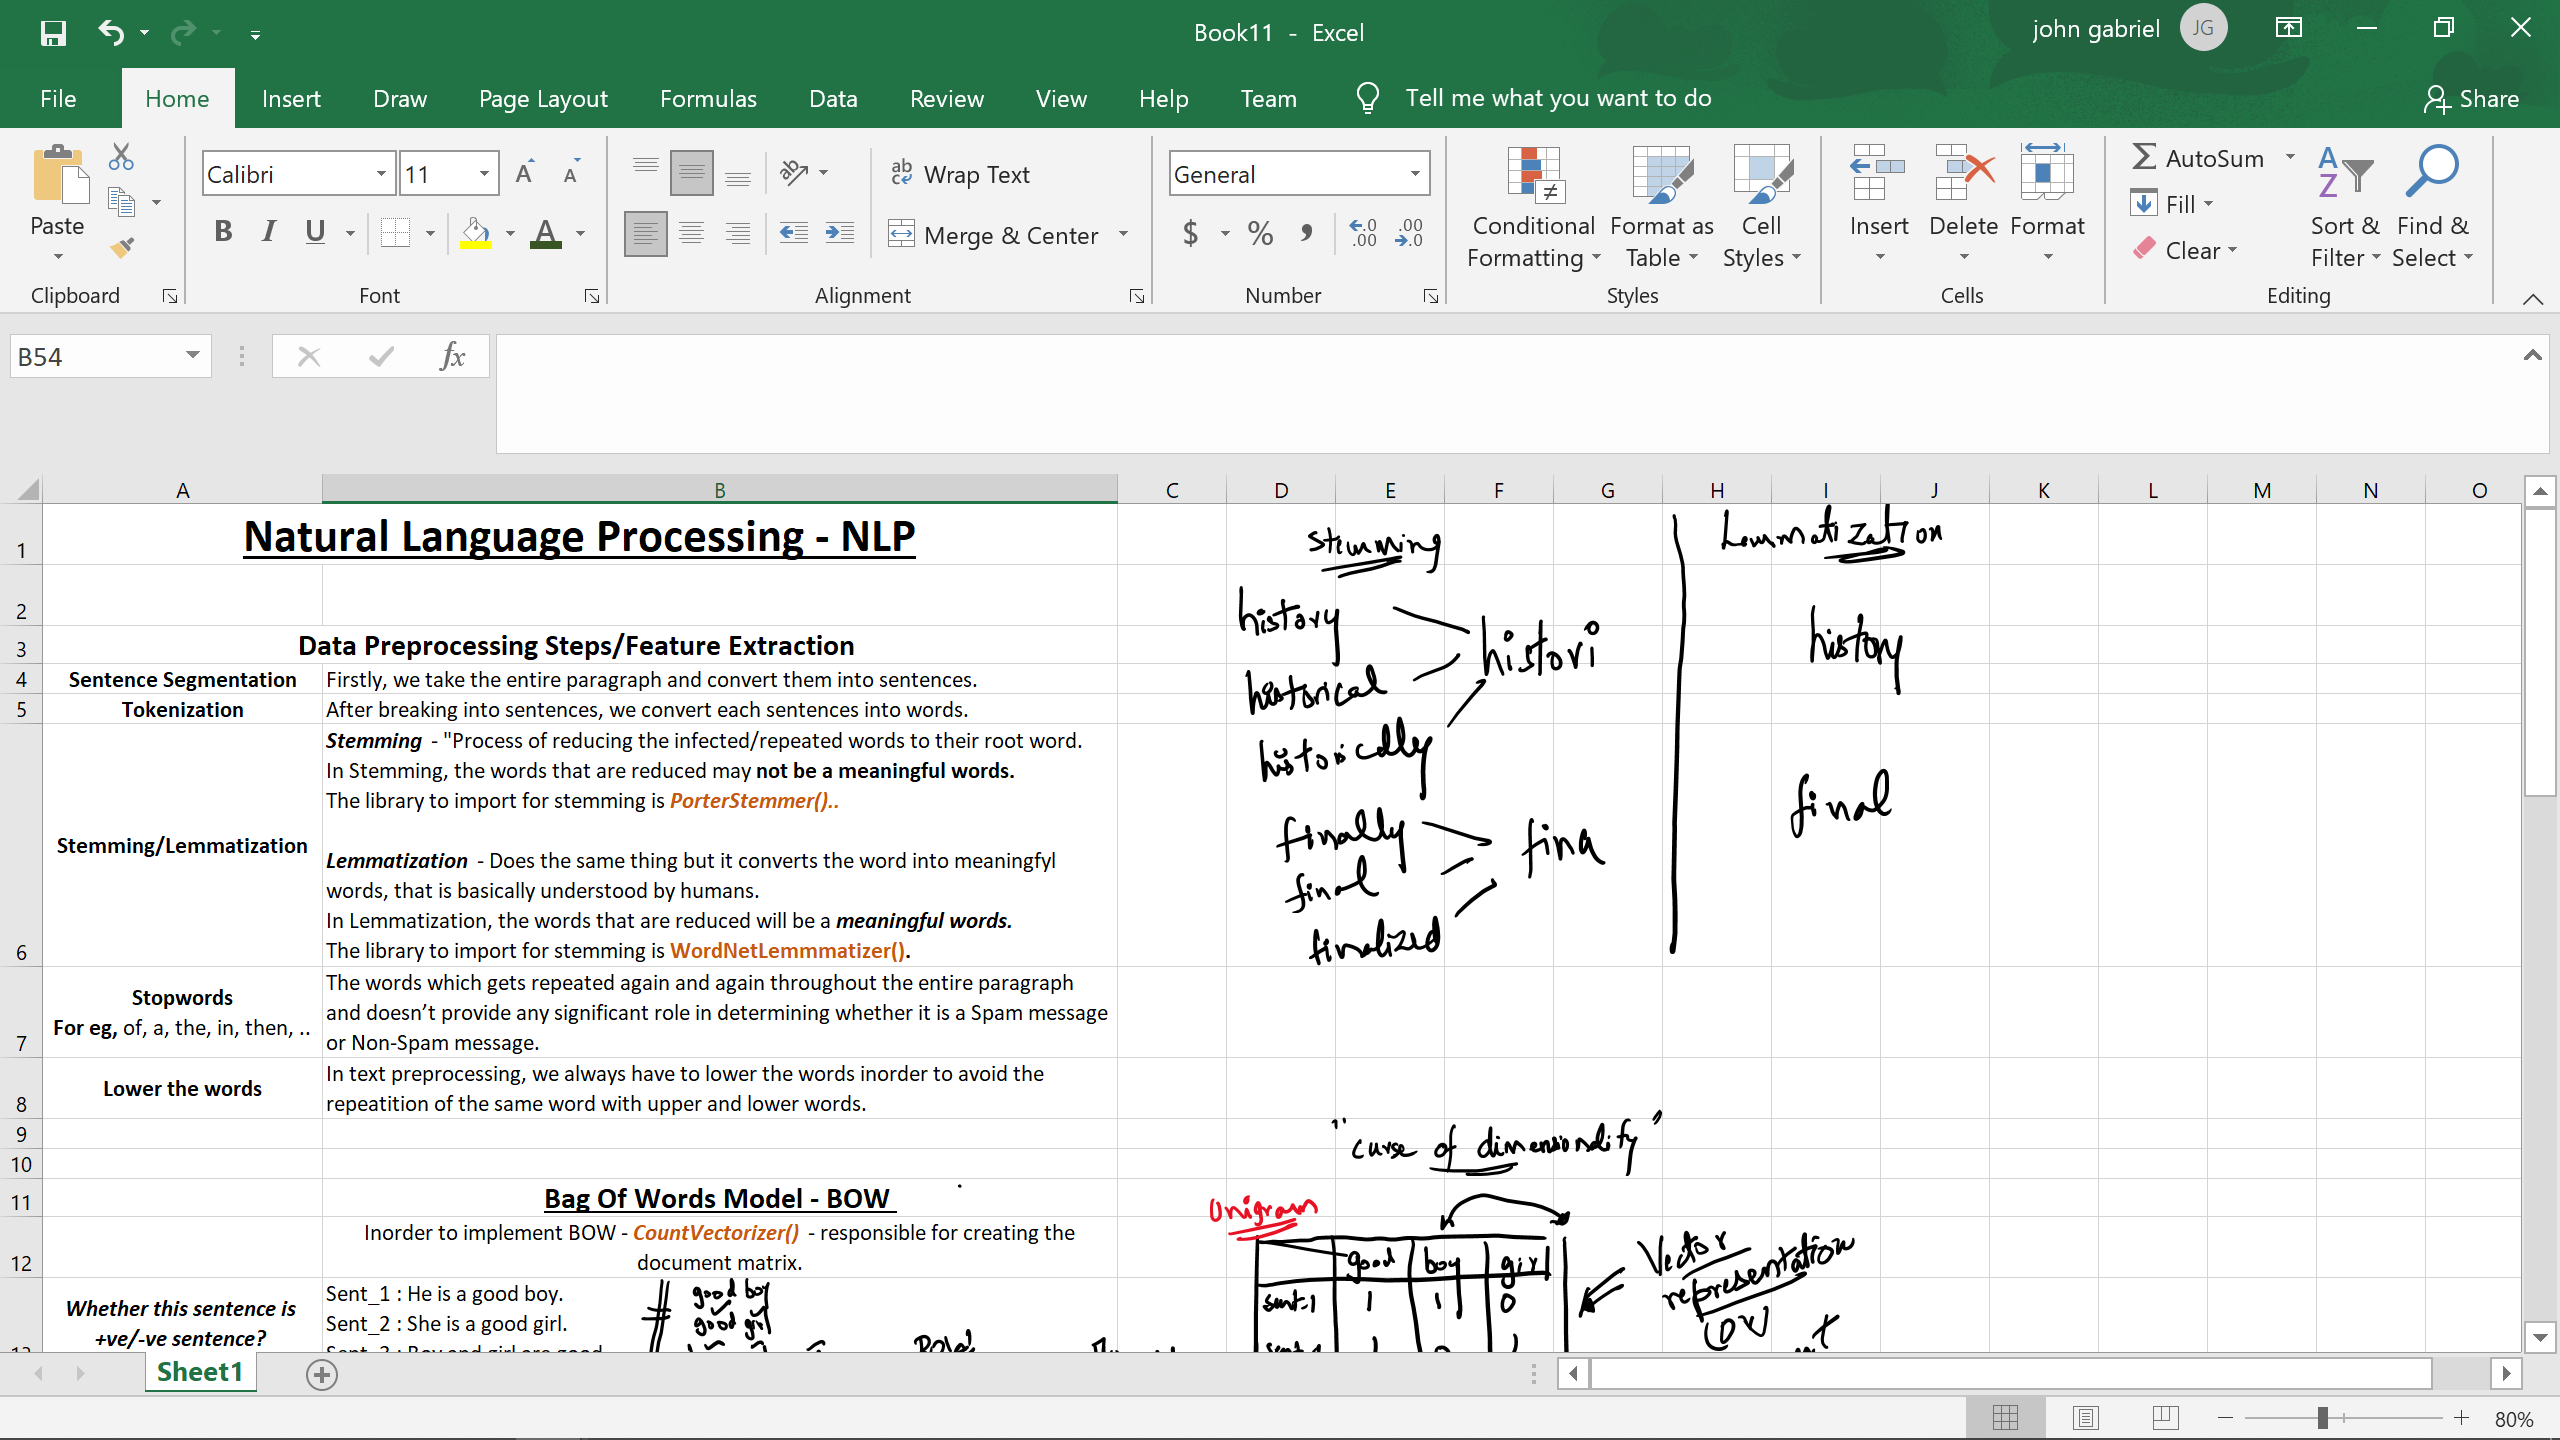 Book11 - Excel
john gabriel
JG
File
Home
Insert
Draw
Page Layout
Formulas
Data
Review
View
Help
Team
Tell me what you want to do
Share
Paste
Clipboard
Calibri
11
B I U
Font
Wrap Text
Merge & Center
Alignment
General
$ % ,
Number
Conditional Formatting
Format as Table
Cell Styles
Styles
Insert
Delete
Format
Cells
AutoSum
Fill
Clear
Sort & Filter
Find & Select
Editing
B54
fx
A B C D E F G H I J K L M N O
1
Natural Language Processing - NLP
2
3
Data Preprocessing Steps/Feature Extraction
4
Sentence Segmentation
Firstly, we take the entire paragraph and convert them into sentences.
5
Tokenization
After breaking into sentences, we convert each sentences into words.
6
Stemming/Lemmatization
Stemming - "Process of reducing the infected/repeated words to their root word.
In Stemming, the words that are reduced may not be a meaningful words.
The library to import for stemming is PorterStemmer()..
Lemmatization - Does the same thing but it converts the word into meaningfyl
words, that is basically understood by humans.
In Lemmatization, the words that are reduced will be a meaningful words.
The library to import for stemming is WordNetLemmmatizer().
7
Stopwords
For eg, of, a, the, in, then, ..
The words which gets repeated again and again throughout the entire paragraph
and doesn’t provide any significant role in determining whether it is a Spam message
or Non-Spam message.
8
Lower the words
In text preprocessing, we always have to lower the words inorder to avoid the
repeatition of the same word with upper and lower words.
9
10
11
Bag Of Words Model - BOW
12
Inorder to implement BOW - CountVectorizer() - responsible for creating the
document matrix.
Whether this sentence is
+ve/-ve sentence?
Sent_1 : He is a good boy.
Sent_2 : She is a good girl.
Sent_3 : Boy and girl are good
good boy
good girl
Stemming
history
historical
historically
histori
finally
final
finalized
fina
Lemmatization
history
final
"curse of dimensionality"
Unigram
good boy girl
sent-1 1 1 0
Vector
representation
Sheet1
80%